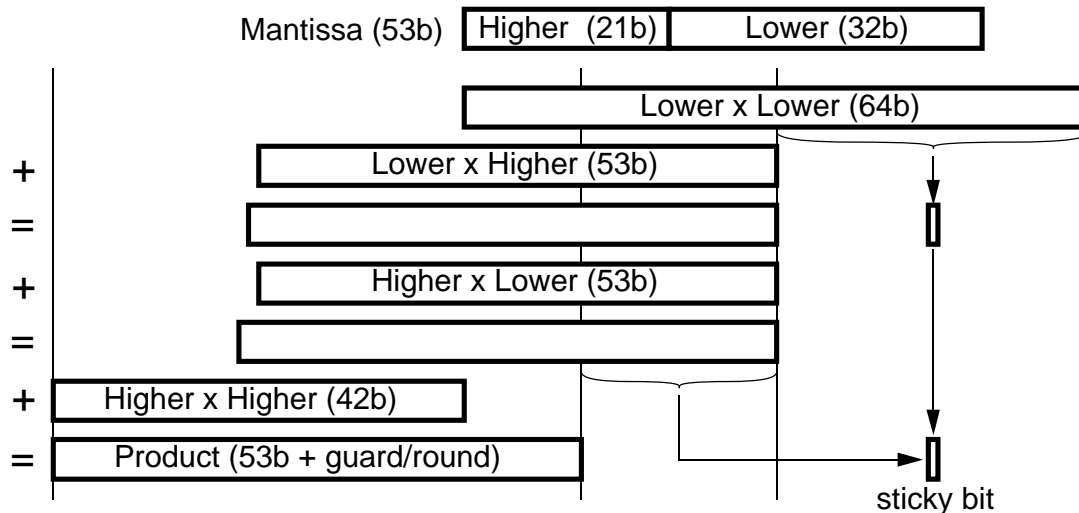 Mantissa (53b) Higher (21b) Lower (32b)
Lower x Lower (64b)
+ Lower x Higher (53b)
=
+ Higher x Lower (53b)
=
+ Higher x Higher (42b)
= Product (53b + guard/round)
sticky bit